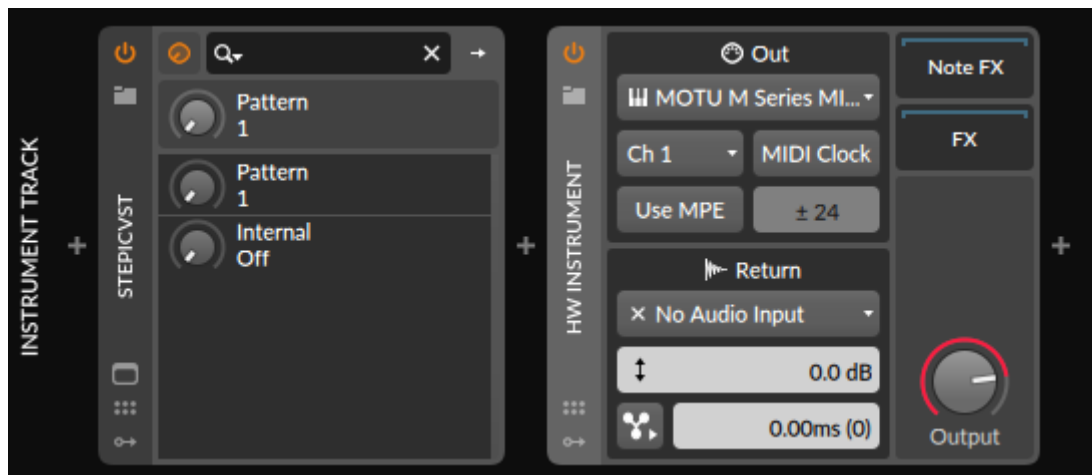 INSTRUMENT TRACK
STEPICVST
Pattern
1
Pattern
1
Internal
Off
HW INSTRUMENT
Out
MOTU M Series MI...
Ch 1
MIDI Clock
Use MPE
± 24
Return
No Audio Input
0.0 dB
0.00ms (0)
Note FX
FX
Output